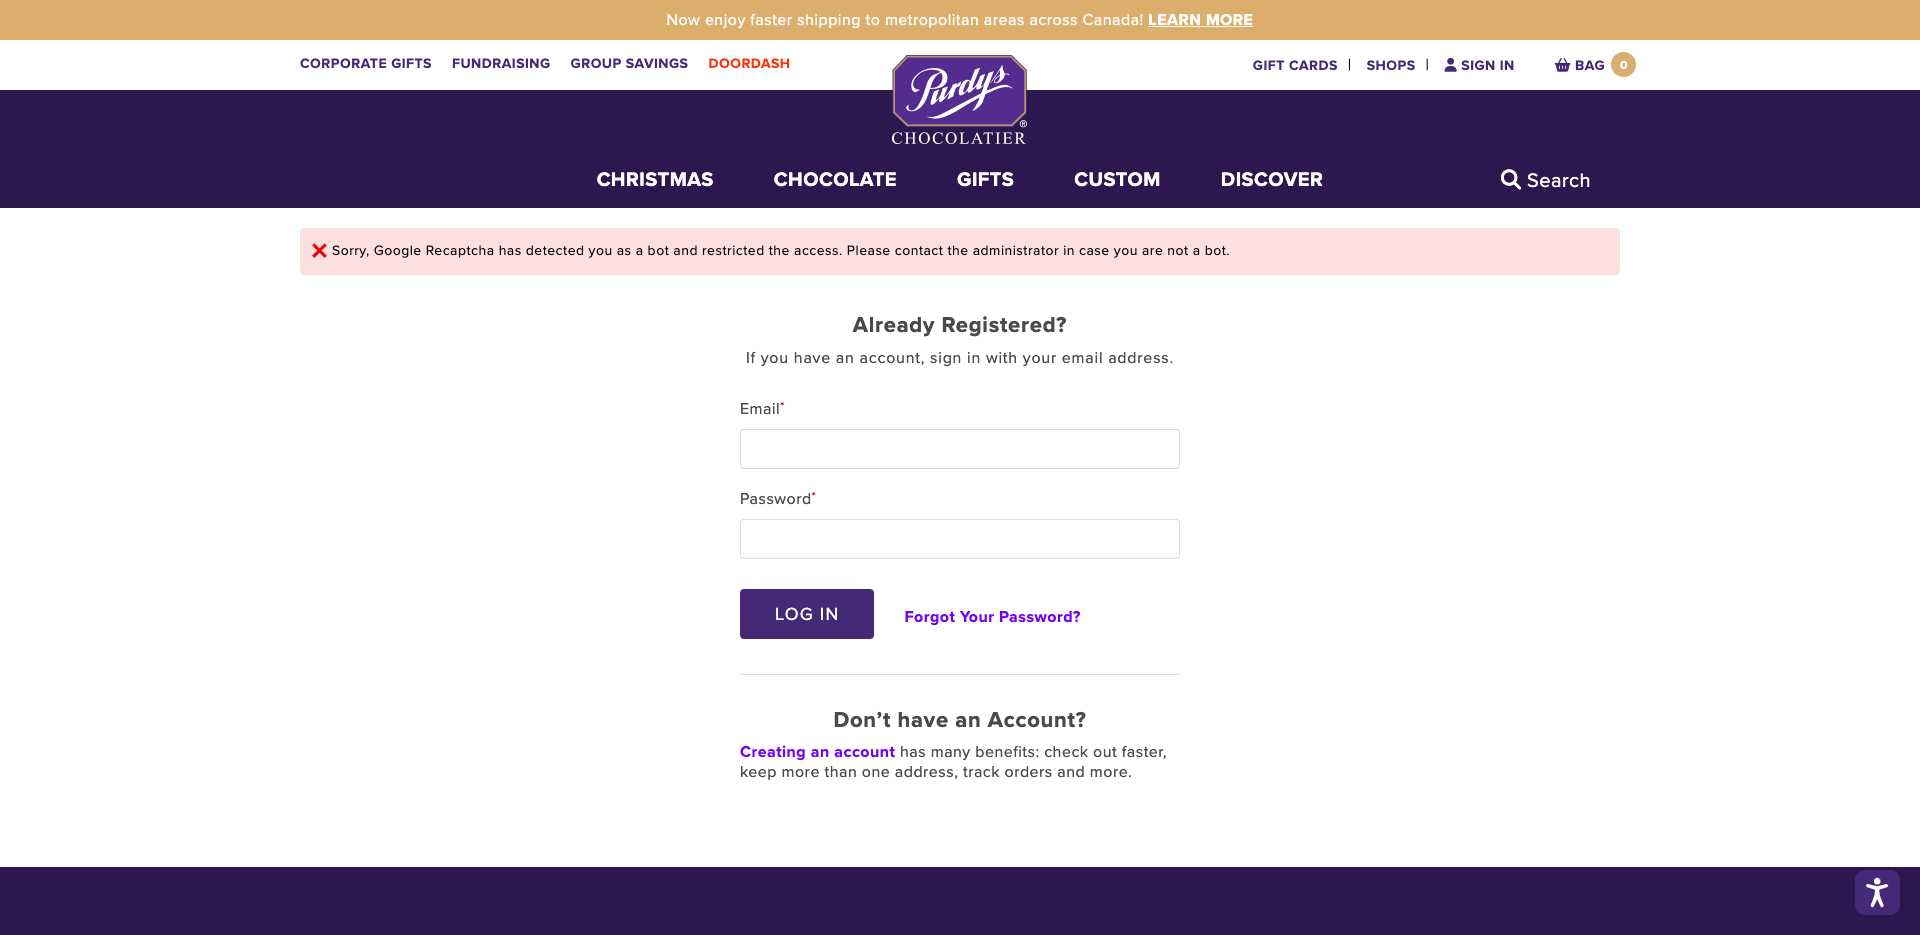 Now enjoy faster shipping to metropolitan areas across Canada! LEARN MORE
CORPORATE GIFTS FUNDRAISING GROUP SAVINGS DOORDASH
Purdys
®
CHOCOLATIER
GIFT CARDS | SHOPS | SIGN IN BAG 0
CHRISTMAS CHOCOLATE GIFTS CUSTOM DISCOVER Search
Sorry, Google Recaptcha has detected you as a bot and restricted the access. Please contact the administrator in case you are not a bot.
Already Registered?
If you have an account, sign in with your email address.
Email*
Password*
LOG IN Forgot Your Password?
Don’t have an Account?
Creating an account has many benefits: check out faster,
keep more than one address, track orders and more.